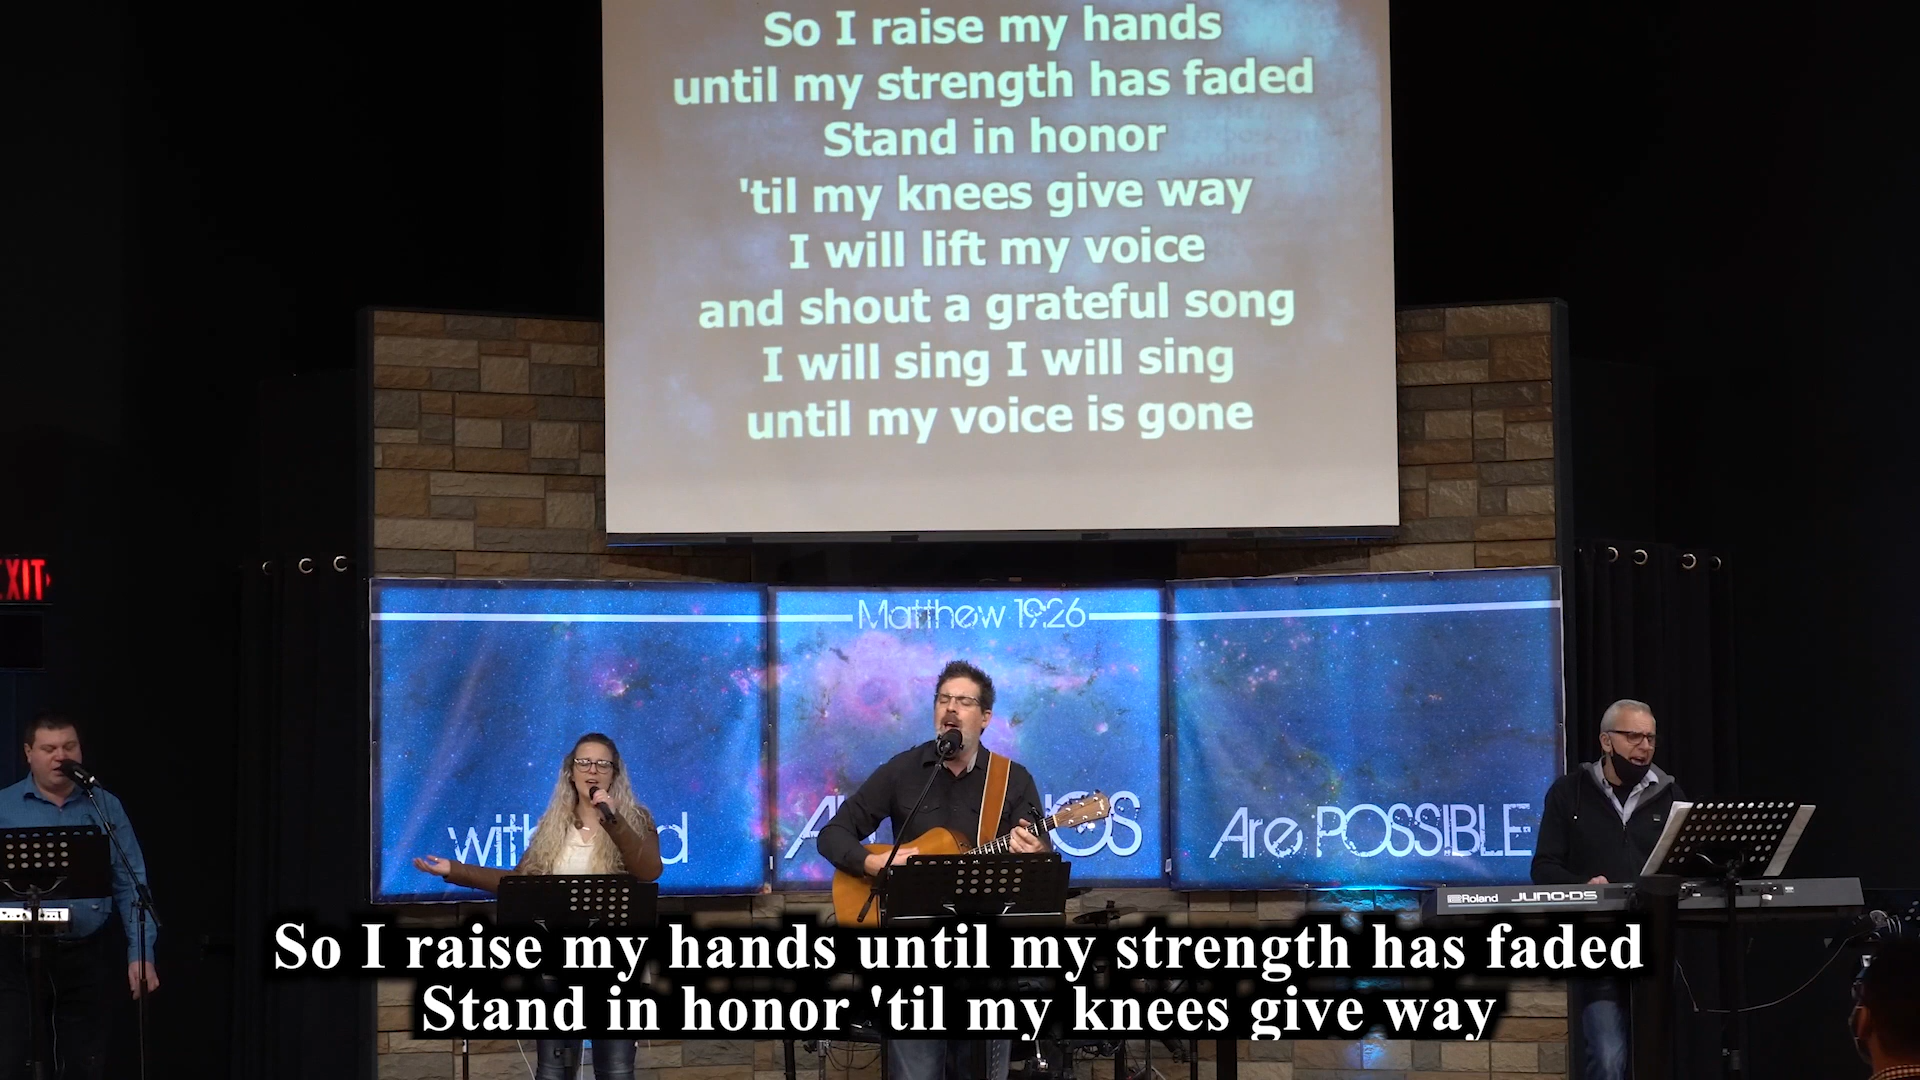 So I raise my hands
until my strength has faded
Stand in honor
'til my knees give way
I will lift my voice
and shout a grateful song
I will sing I will sing
until my voice is gone
EXIT
Matthew 19:26
with
d
Are POSSIBLE
Roland JUNO-DS
So I raise my hands until my strength has faded
Stand in honor 'til my knees give way